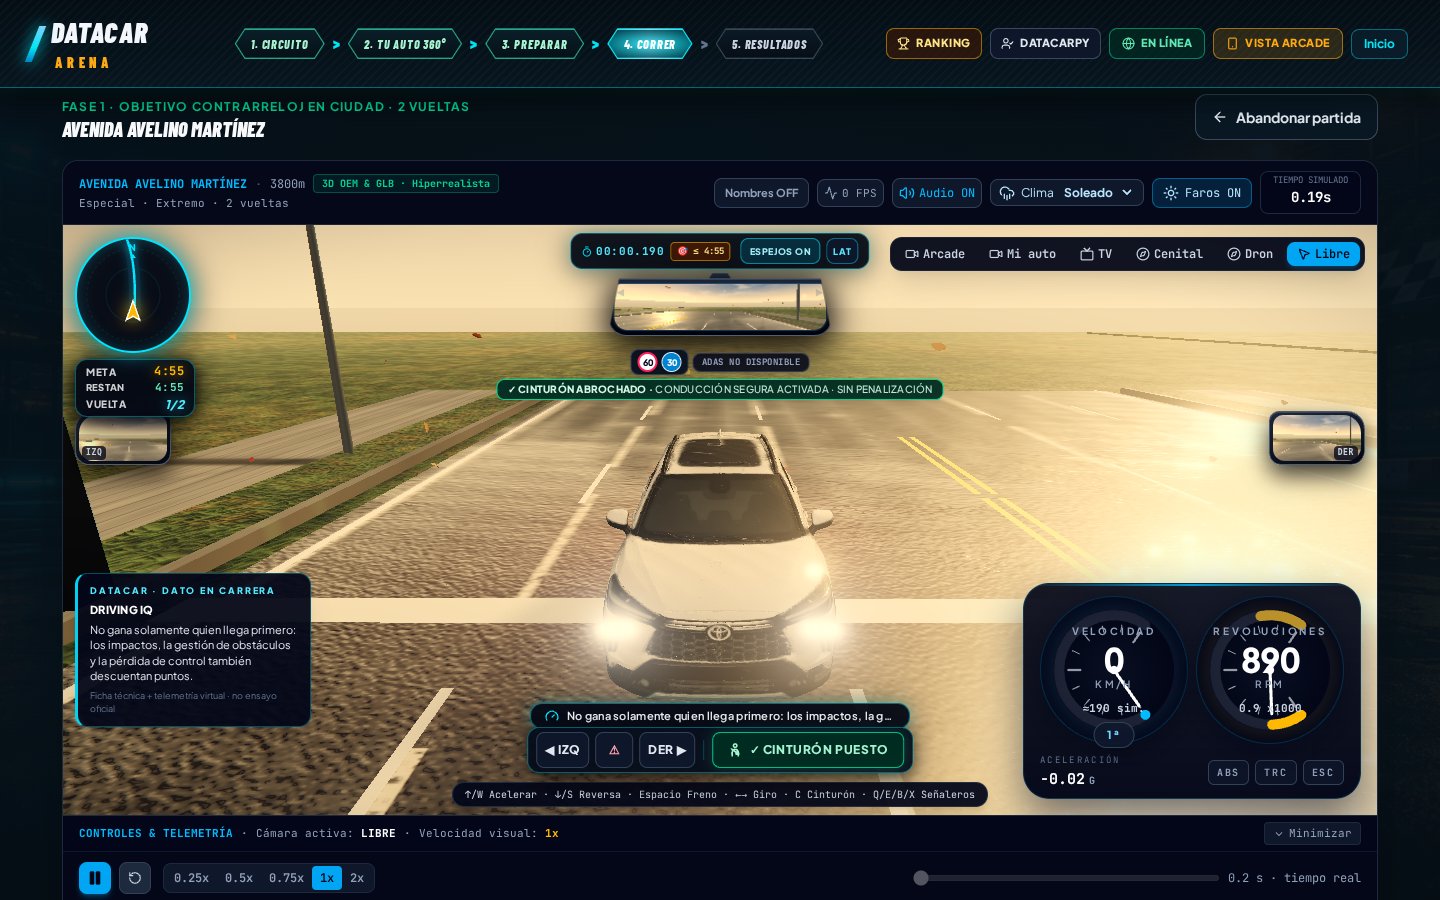 DATACAR
ARENA
1. CIRCUITO
2. TU AUTO 360°
3. PREPARAR
4. CORRER
5. RESULTADOS
RANKING
DATACARPY
EN LÍNEA
VISTA ARCADE
Inicio
FASE 1 · OBJETIVO CONTRARRELOJ EN CIUDAD · 2 VUELTAS
AVENIDA AVELINO MARTÍNEZ
← Abandonar partida
AVENIDA AVELINO MARTÍNEZ · 3800m 3D OEM & GLB · Hiperrealista
Especial · Extremo · 2 vueltas
Nombres OFF
0 FPS
Audio ON
Clima Soleado
Faros ON
TIEMPO SIMULADO
0.19s
N
00:00.190
≤ 4:55
ESPEJOS ON
LAT
Arcade
Mi auto
TV
Cenital
Dron
Libre
60
30
ADAS NO DISPONIBLE
✓ CINTURÓN ABROCHADO · CONDUCCIÓN SEGURA ACTIVADA · SIN PENALIZACIÓN
META 4:55
RESTAN 4:55
VUELTA 1/2
IZQ
DER
DATACAR · DATO EN CARRERA
DRIVING IQ
No gana solamente quien llega primero:
los impactos, la gestión de obstáculos
y la pérdida de control también
descuentan puntos.
Ficha técnica + telemetría virtual · no ensayo
oficial
VELOCIDAD
0
KM/H
≈190 sim
1ª
REVOLUCIONES
890
RPM
0.9 x1000
ACELERACIÓN
-0.02 G
ABS
TRC
ESC
No gana solamente quien llega primero: los impactos, la g…
◀ IZQ
⚠
DER ▶
✓ CINTURÓN PUESTO
↑/W Acelerar · ↓/S Reversa · Espacio Freno · ←→ Giro · C Cinturón · Q/E/B/X Señaleros
CONTROLES & TELEMETRÍA · Cámara activa: LIBRE · Velocidad visual: 1x
Minimizar
0.25x
0.5x
0.75x
1x
2x
0.2 s · tiempo real